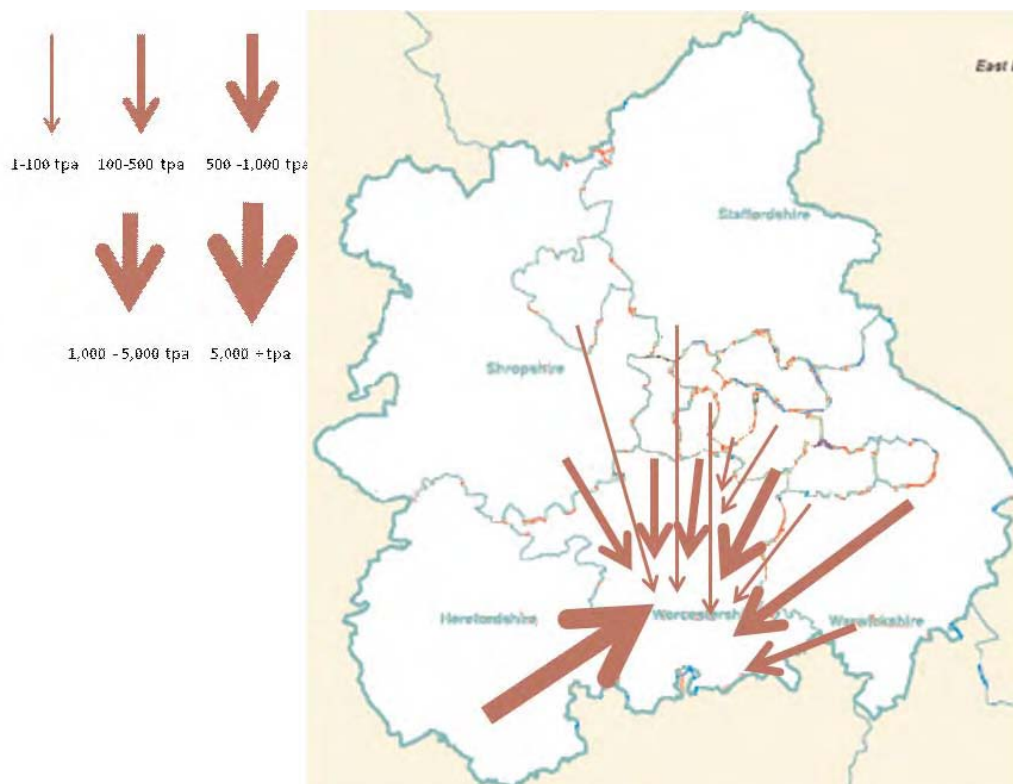 1-100 tpa 100-500 tpa 500 -1,000 tpa
1,000 - 5,000 tpa 5,000 + tpa
East
Staffordshire
Shropshire
Herefordshire
Warwickshire